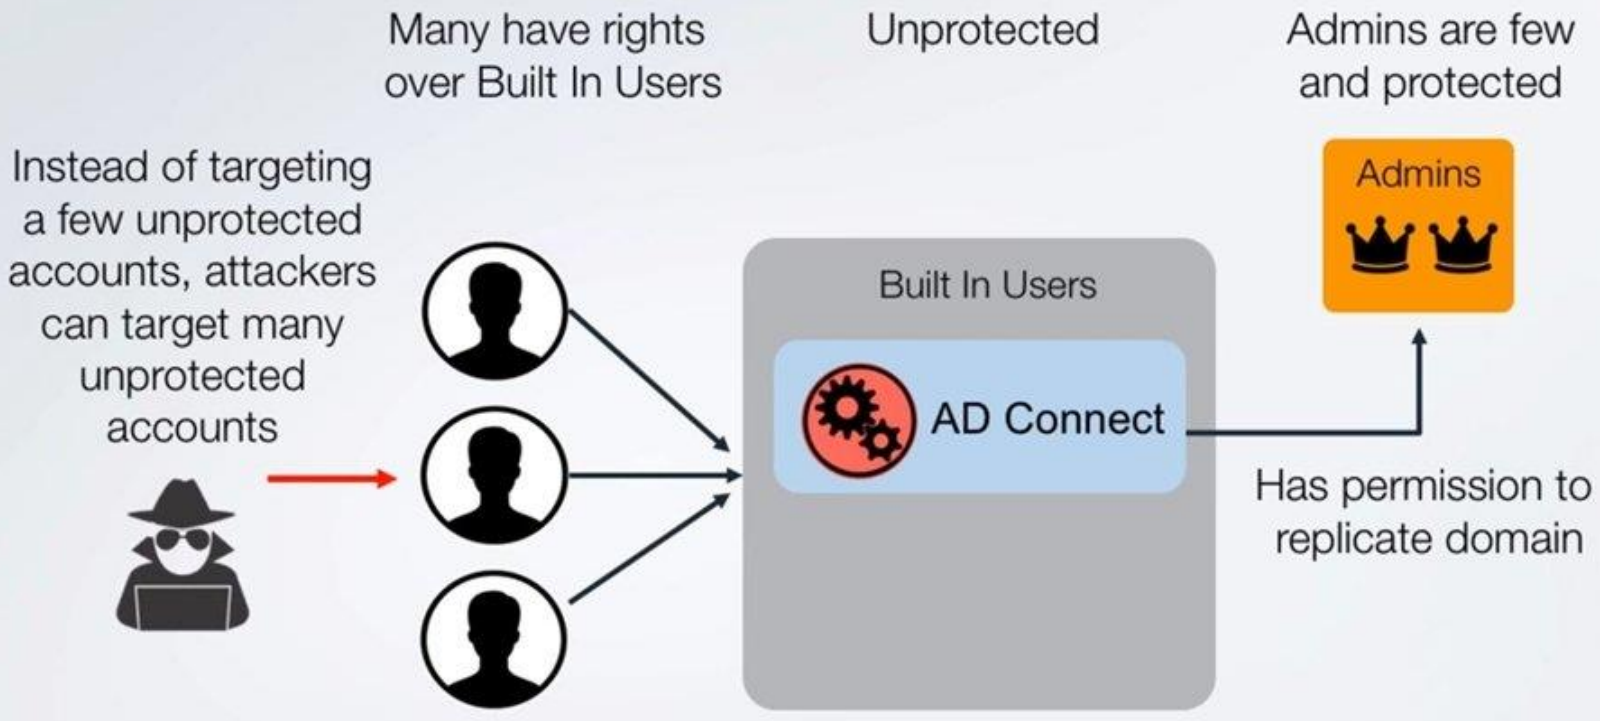 Many have rights
over Built In Users
Unprotected
Admins are few
and protected
Instead of targeting
a few unprotected
accounts, attackers
can target many
unprotected
accounts
Admins
Built In Users
AD Connect
Has permission to
replicate domain